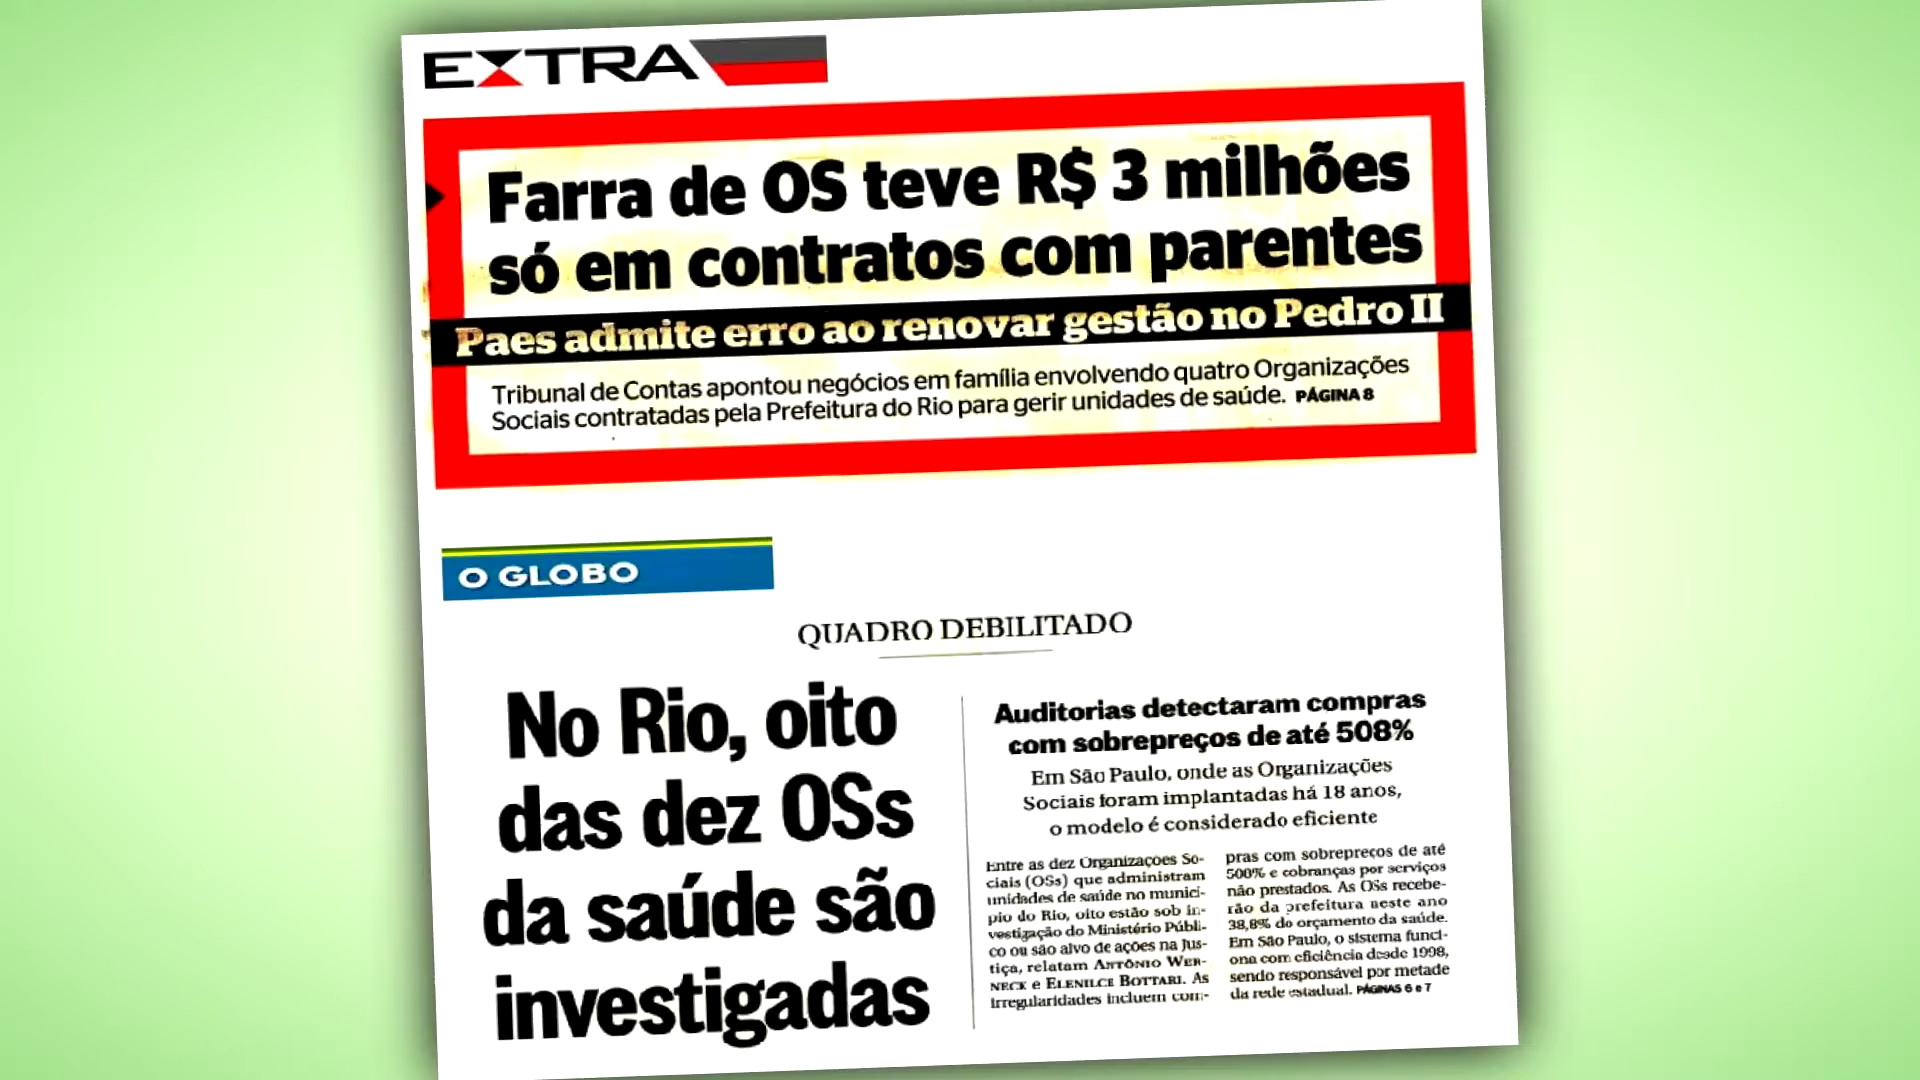 EXTRA
Farra de OS teve R$ 3 milhões
só em contratos com parentes
Paes admite erro ao renovar gestão no Pedro II
Tribunal de Contas apontou negócios em família envolvendo quatro Organizações
Sociais contratadas pela Prefeitura do Rio para gerir unidades de saúde. PÁGINA 8
O GLOBO
QUADRO DEBILITADO
No Rio, oito
das dez OSs
da saúde são
investigadas
Auditorias detectaram compras
com sobrepreços de até 508%
Em São Paulo, onde as Organizações
Sociais foram implantadas há 18 anos,
o modelo é considerado eficiente
Entre as dez Organizações So-
ciais (OSs) que administram
unidades de saúde no municí-
pio do Rio, oito estão sob in-
vestigação do Ministério Públi-
co ou são alvo de ações na Jus-
tiça, relatam ANTÔNIO WER-
NECK e ELENILCE BOTTARI. As
irregularidades incluem com-
pras com sobrepreços de até
500% e cobranças por serviços
não prestados. As OSs recebe-
rão da prefeitura neste ano
38,8% do orçamento da saúde.
Em São Paulo, o sistema funci-
ona com eficiência desde 1998,
sendo responsável por metade
da rede estadual. PÁGINAS 6 e 7